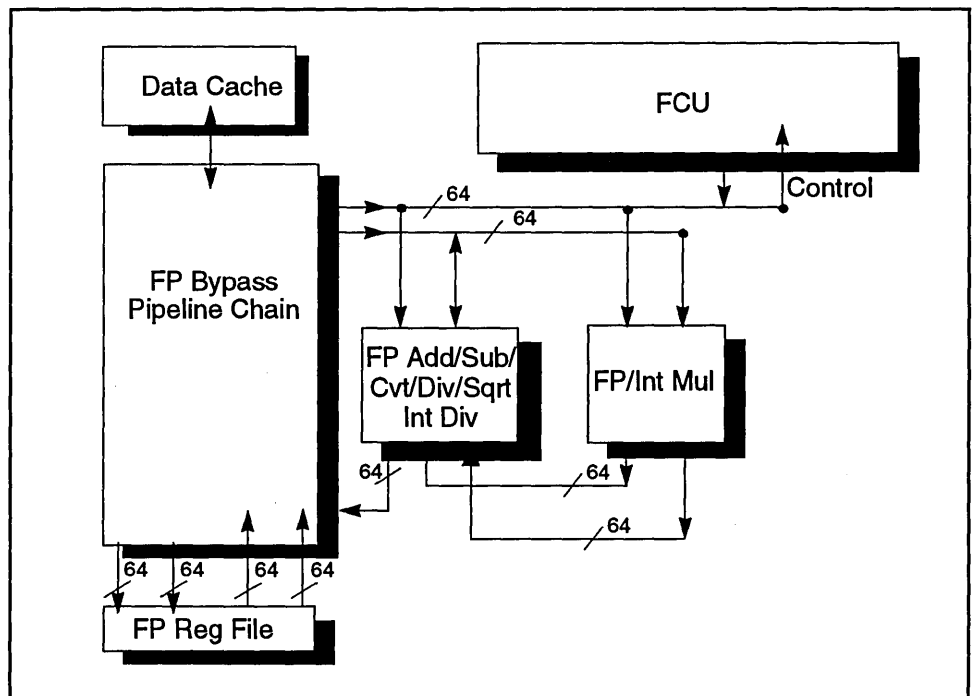 Data Cache
FCU
Control
64
64
FP Bypass
Pipeline Chain
FP Add/Sub/
Cvt/Div/Sqrt
Int Div
FP/Int Mul
64
64
64
64
64
64
64
FP Reg File